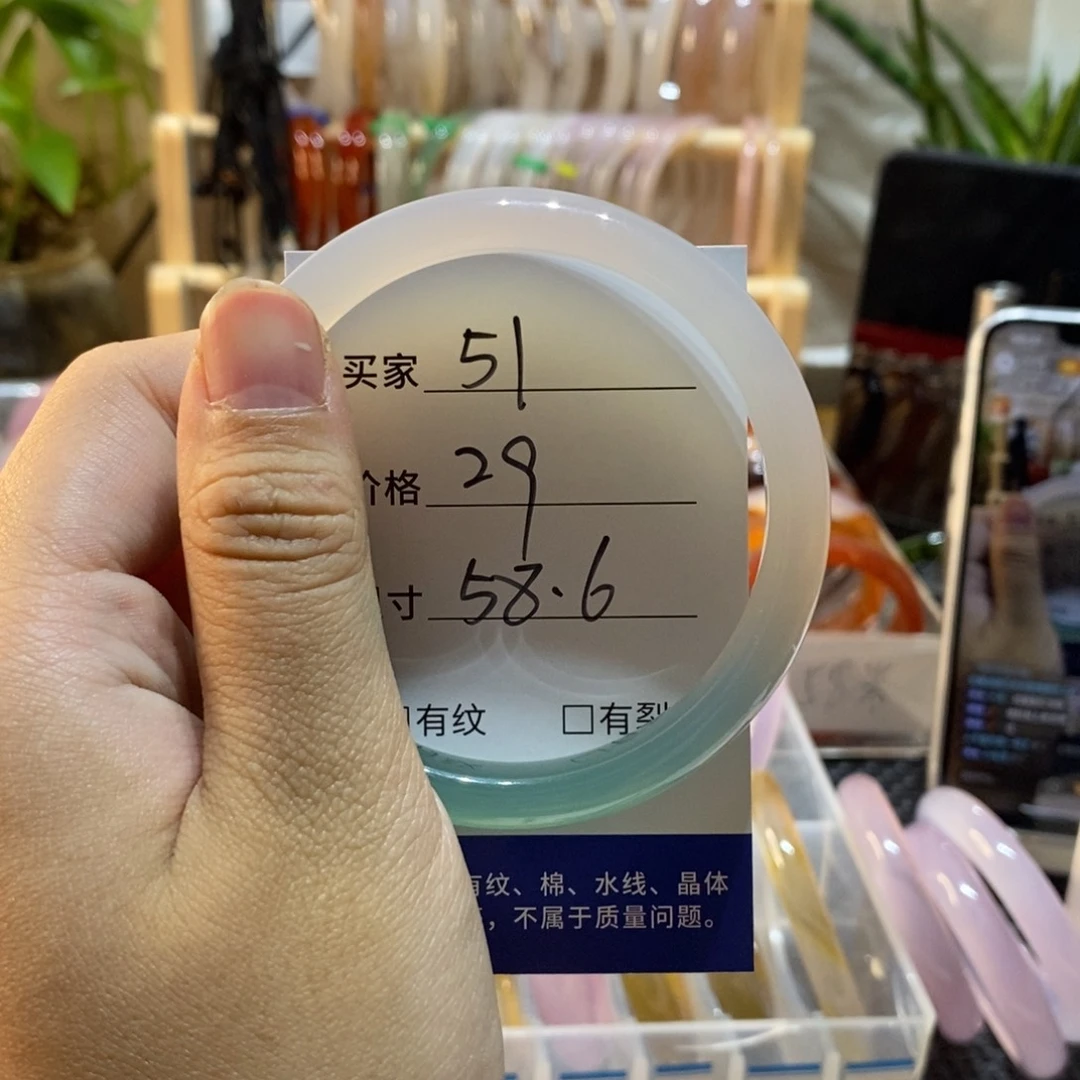 买家 51
价格 29
寸 58.6
有纹 □有裂
有纹、棉、水线、晶体
，不属于质量问题。